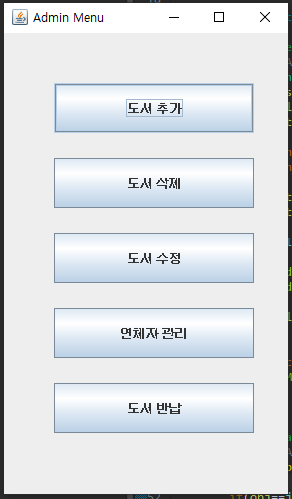 Admin Menu
도서 추가
도서 삭제
도서 수정
연체자 관리
도서 반납